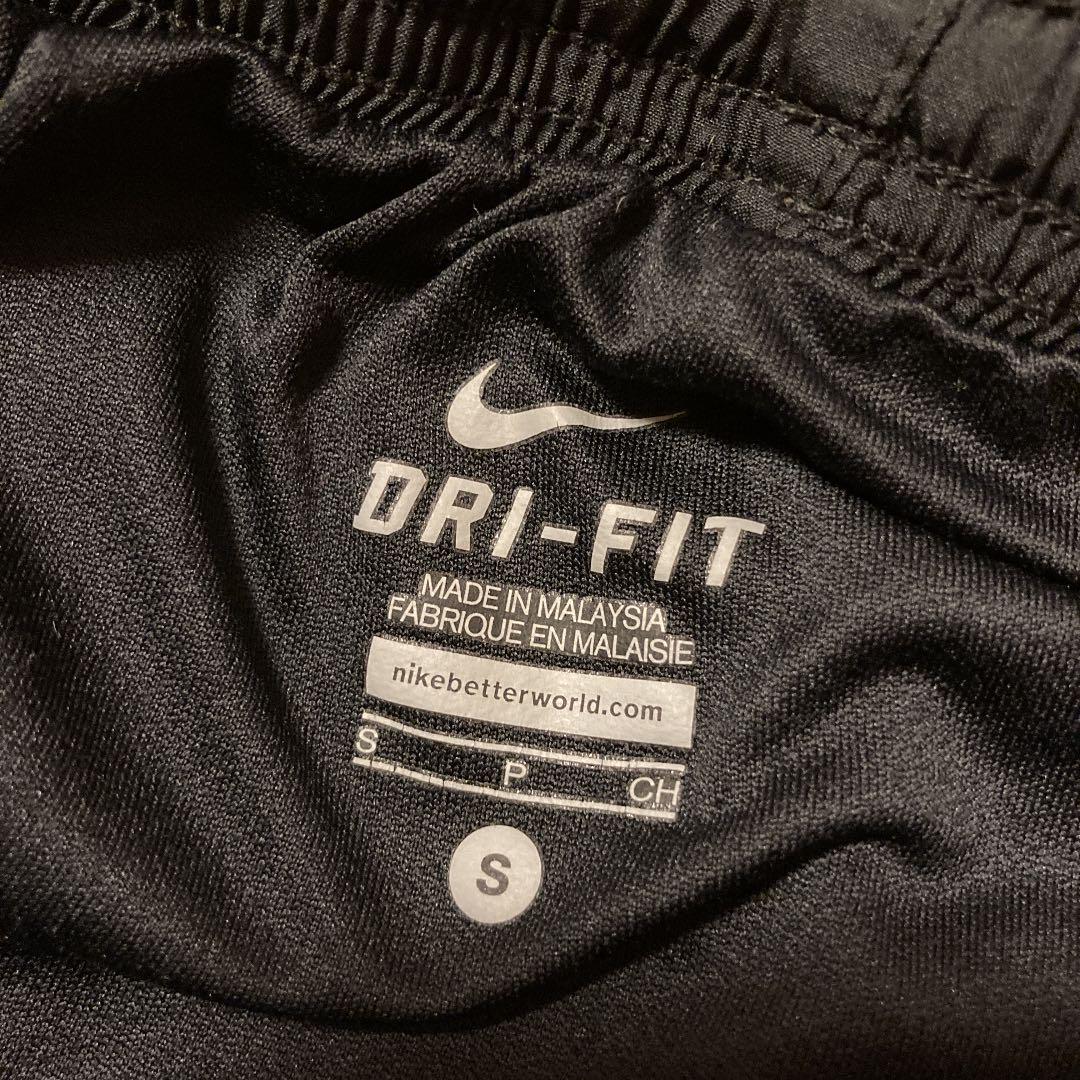 DRI-FIT
MADE IN MALAYSIA
FABRIQUE EN MALAISIE
nikebetterworld.com
S P CH
S